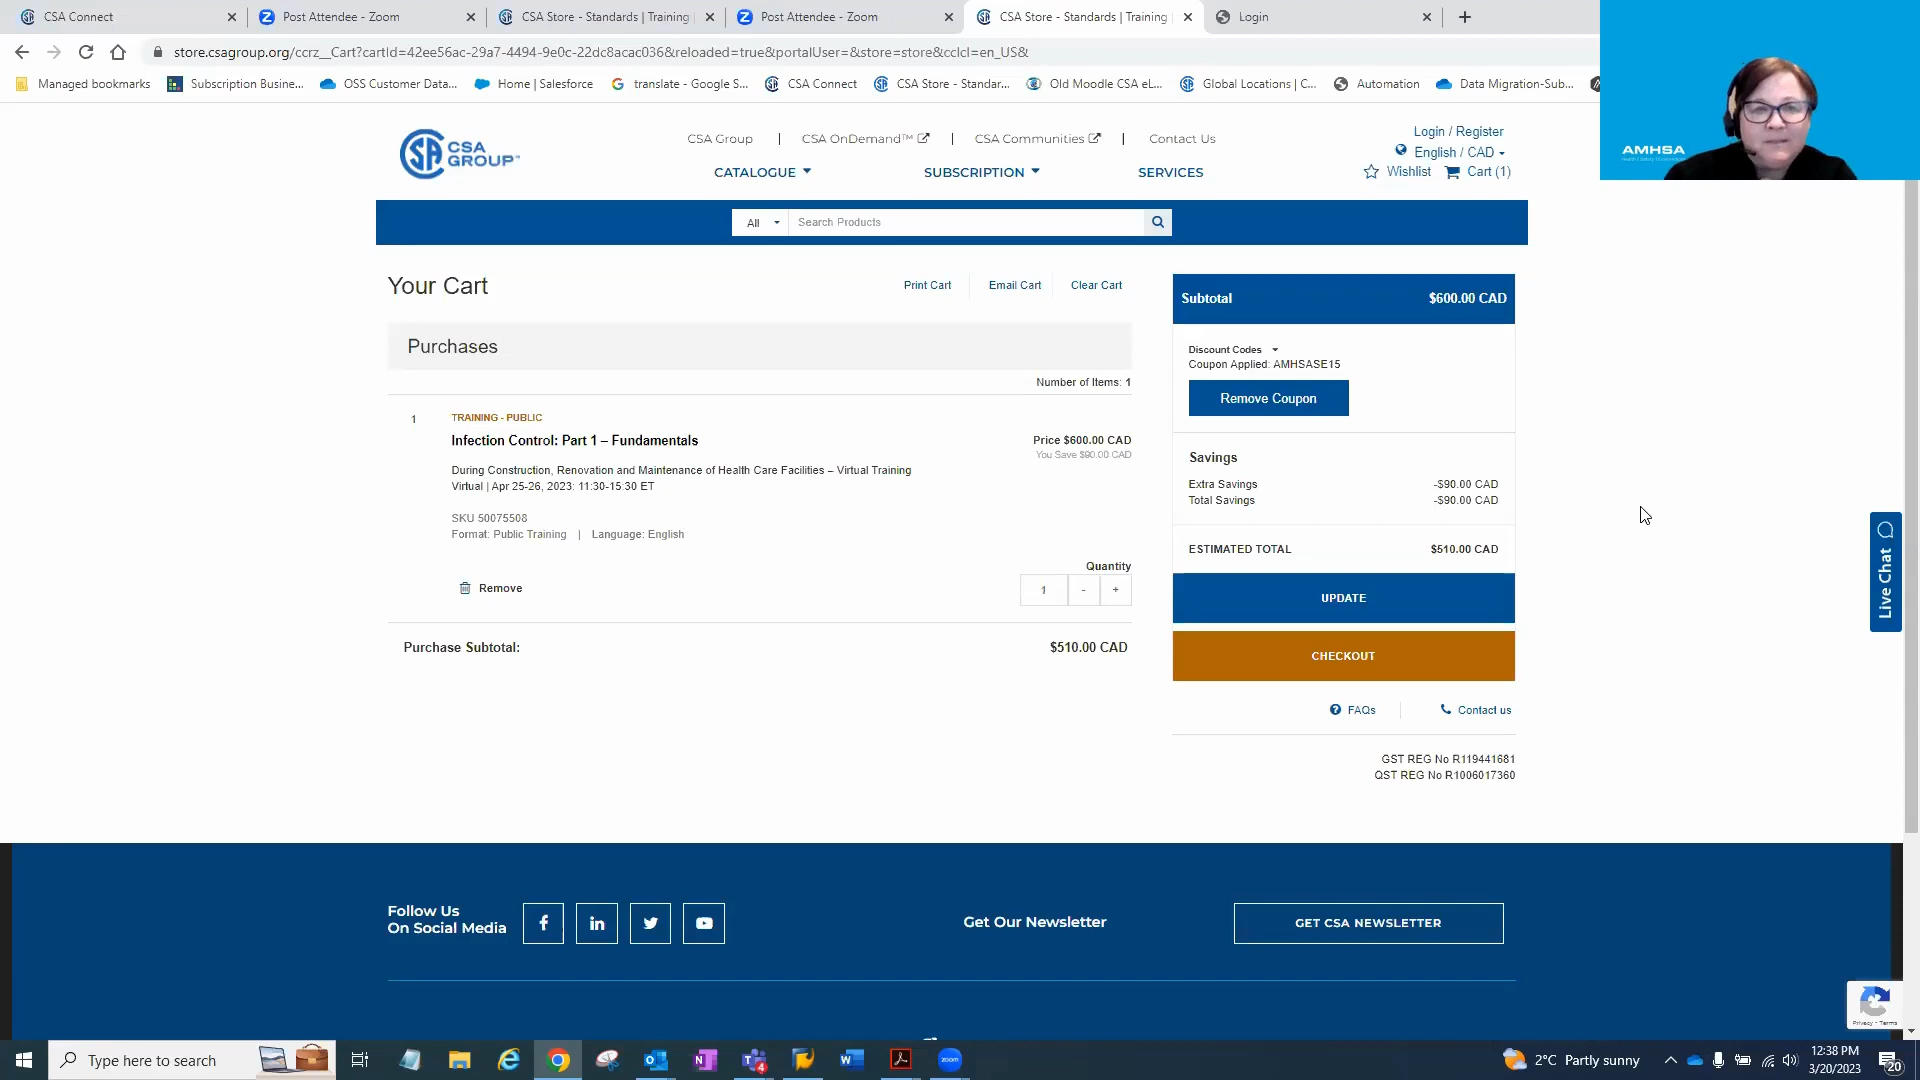 CSA Connect
Post Attendee - Zoom
CSA Store - Standards | Training
Post Attendee - Zoom
CSA Store - Standards | Training
Login
store.csagroup.org/ccrz__Cart?cartId=42ee56ac-29a7-4494-9e0c-22dc8acac036&reloaded=true&portalUser=&store=store&cclcl=en_US&
Managed bookmarks
Subscription Busine...
OSS Customer Data...
Home | Salesforce
translate - Google S...
CSA Connect
CSA Store - Standar...
Old Moodle CSA eL...
Global Locations | C...
Automation
Data Migration-Sub...
AMHSA
CSA GROUP™
CSA Group | CSA OnDemand™ | CSA Communities | Contact Us
Login / Register
English / CAD
CATALOGUE SUBSCRIPTION SERVICES
Wishlist Cart (1)
All Search Products
Your Cart
Print Cart Email Cart Clear Cart
Purchases
Number of Items: 1
1 TRAINING - PUBLIC
Infection Control: Part 1 – Fundamentals
Price $600.00 CAD
You Save $90.00 CAD
During Construction, Renovation and Maintenance of Health Care Facilities – Virtual Training
Virtual | Apr 25-26, 2023: 11:30-15:30 ET
SKU 50075508
Format: Public Training | Language: English
Quantity
Remove
1 - +
Purchase Subtotal: $510.00 CAD
Subtotal $600.00 CAD
Discount Codes
Coupon Applied: AMHSASE15
Remove Coupon
Savings
Extra Savings -$90.00 CAD
Total Savings -$90.00 CAD
ESTIMATED TOTAL $510.00 CAD
UPDATE
CHECKOUT
FAQs Contact us
GST REG No R119441681
QST REG No R1006017360
Live Chat
Follow Us
On Social Media
Get Our Newsletter
GET CSA NEWSLETTER
Privacy - Terms
Type here to search
4
zoom
2°C Partly sunny
12:38 PM
3/20/2023
20